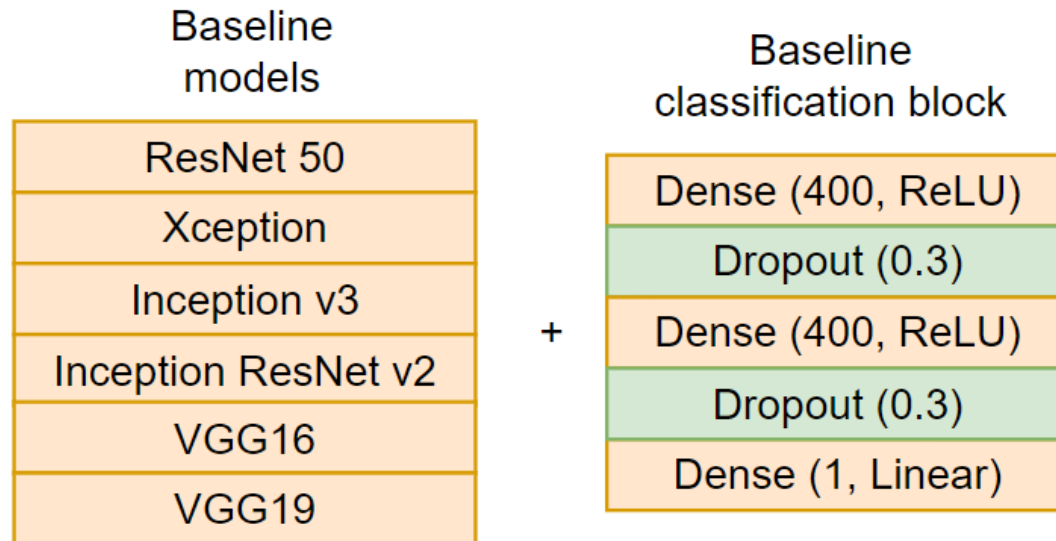 Baseline
models
ResNet 50
Xception
Inception v3
Inception ResNet v2
VGG16
VGG19
+
Baseline
classification block
Dense (400, ReLU)
Dropout (0.3)
Dense (400, ReLU)
Dropout (0.3)
Dense (1, Linear)